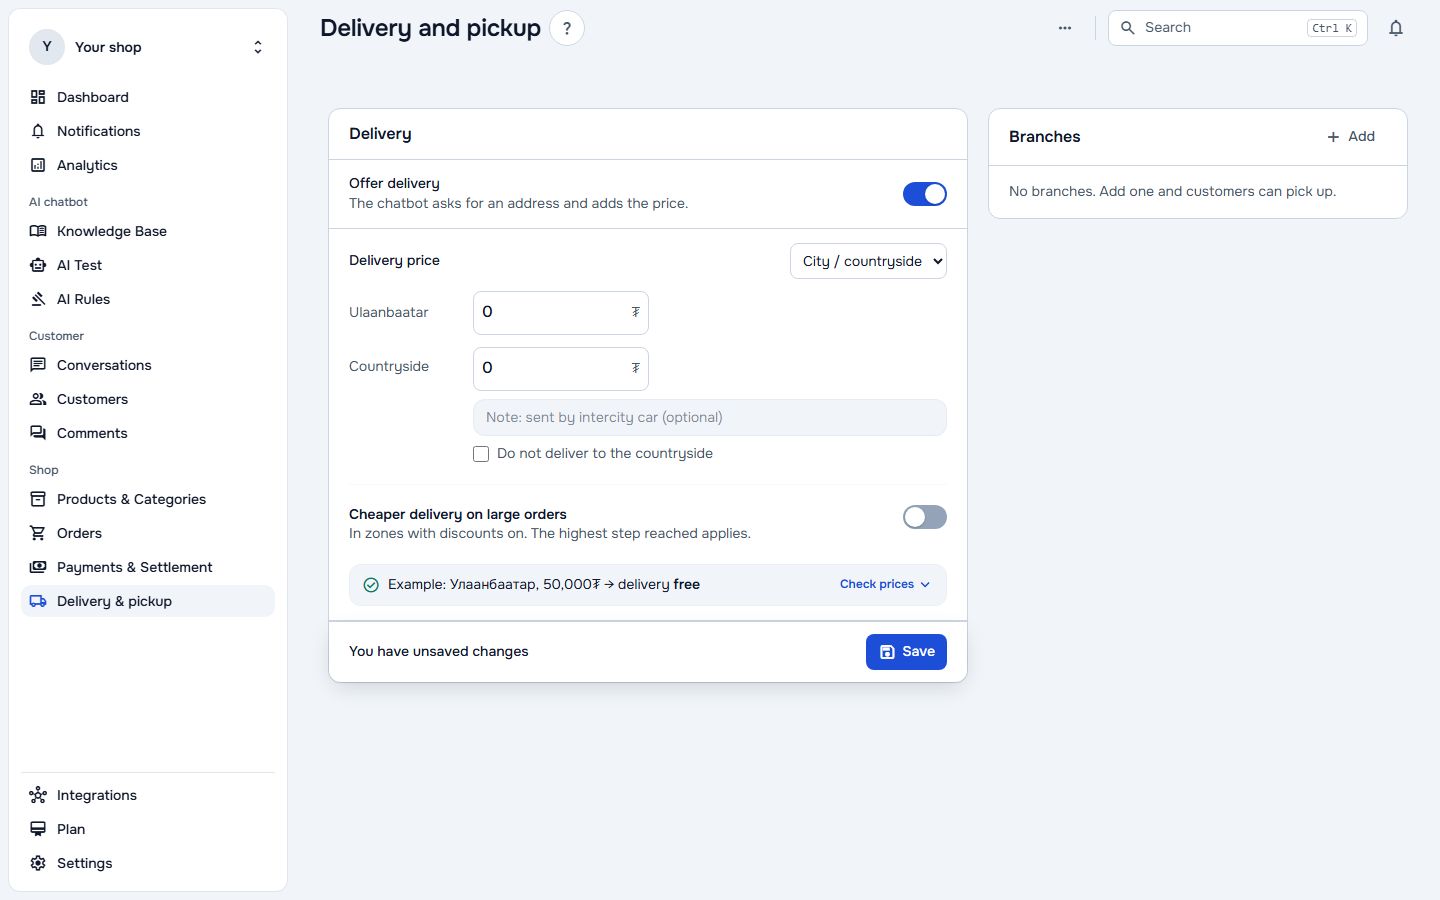 Y
Your shop
Dashboard
Notifications
Analytics
AI chatbot
Knowledge Base
AI Test
AI Rules
Customer
Conversations
Customers
Comments
Shop
Products & Categories
Orders
Payments & Settlement
Delivery & pickup
Integrations
Plan
Settings
Delivery and pickup
?
Search
Ctrl K
Delivery
Offer delivery
The chatbot asks for an address and adds the price.
Delivery price
City / countryside
Ulaanbaatar
0
₮
Countryside
0
₮
Note: sent by intercity car (optional)
Do not deliver to the countryside
Cheaper delivery on large orders
In zones with discounts on. The highest step reached applies.
Example: Улаанбаатар, 50,000₮ → delivery free
Check prices
You have unsaved changes
Save
Branches
+ Add
No branches. Add one and customers can pick up.